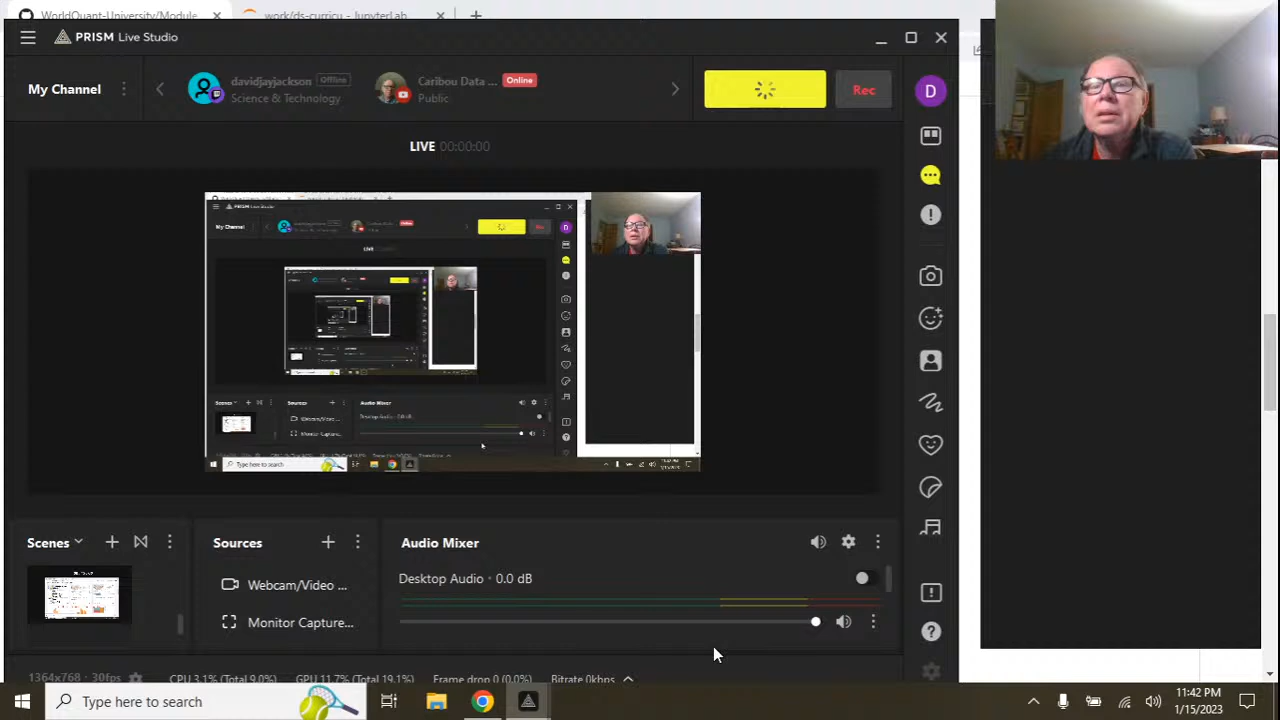 WorldQuant-University/Module
work/ds-curricu - JupyterLab
PRISM Live Studio
My Channel
davidjayjackson Offline
Science & Technology
Caribou Data ... Online
Public
Rec
D
LIVE 00:00:00
Scenes
Sources
Audio Mixer
Webcam/Video ...
Monitor Capture...
Desktop Audio · 0.0 dB
1364x768 · 30fps
CPU 3.1% (Total 9.0%)
GPU 11.7% (Total 19.1%)
Frame drop 0 (0.0%)
Bitrate 0kbps
Type here to search
11:42 PM
1/15/2023